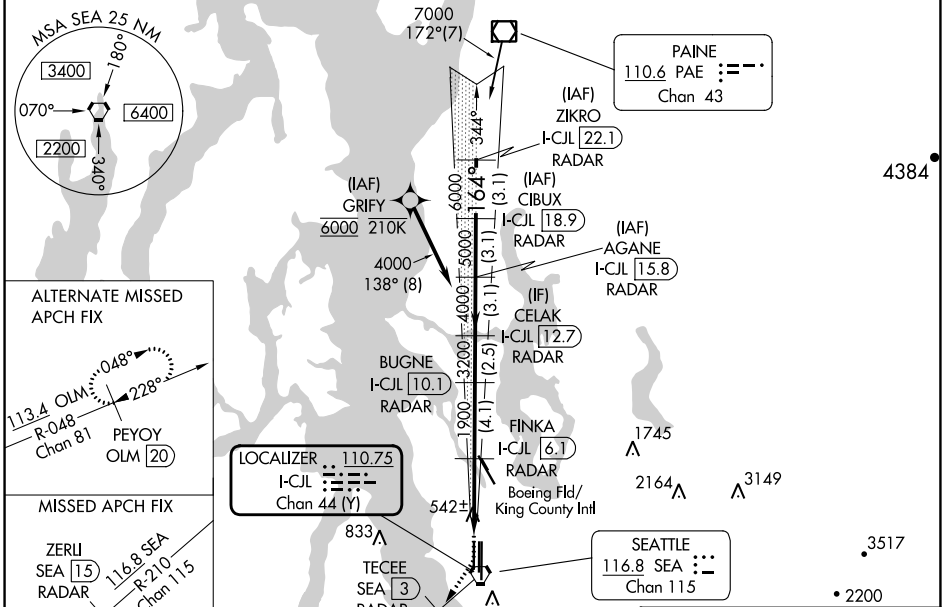 MSA SEA 25 NM
180°
3400
070°
6400
2200
340°
7000
172°(7)
PAINE
110.6 PAE
Chan 43
(IAF)
ZIKRO
I-CJL 22.1
RADAR
344°
164°
6000
(3.1)
(IAF)
CIBUX
I-CJL 18.9
RADAR
4384
(IAF)
GRIFY
6000 210K
4000
138° (8)
5000
(3.1)
(IAF)
AGANE
I-CJL 15.8
RADAR
4000
(3.1)
(IF)
CELAK
I-CJL 12.7
RADAR
3200
(2.5)
BUGNE
I-CJL 10.1
RADAR
1900
(4.1)
FINKA
I-CJL 6.1
RADAR
Boeing Fld/
King County Intl
1745
2164
3149
ALTERNATE MISSED
APCH FIX
048°
228°
113.4 OLM
R-048
Chan 81
PEYOY
OLM 20
LOCALIZER 110.75
I-CJL
Chan 44 (Y)
542±
833
MISSED APCH FIX
ZERLI
SEA 15
RADAR
116.8 SEA
R-210
Chan 115
TECEE
SEA 3
RADAR
SEATTLE
116.8 SEA
Chan 115
3517
2200